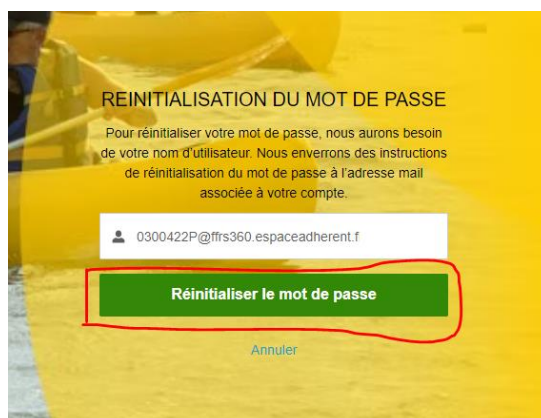 REINITIALISATION DU MOT DE PASSE
Pour réinitialiser votre mot de passe, nous aurons besoin
de votre nom d'utilisateur. Nous enverrons des instructions
de réinitialisation du mot de passe à l'adresse mail
associée à votre compte.
0300422P@ffrs360.espaceadherent.f
Réinitialiser le mot de passe
Annuler